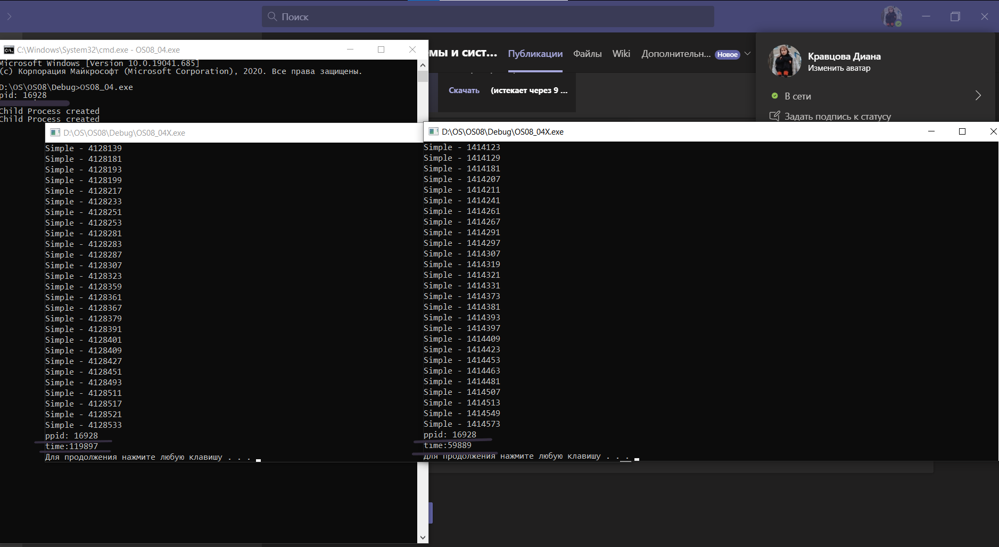 Поиск
C:\Windows\System32\cmd.exe - OS08_04.exe
мы и сист...
Публикации
Файлы
Wiki
Дополнительн...
Новое
Кравцова Диана
Изменить аватар
В сети
Задать подпись к статусу
Скачать
(истекает через 9 ...
Microsoft Windows [Version 10.0.19041.685]
(c) Корпорация Майкрософт (Microsoft Corporation), 2020. Все права защищены.
D:\OS\OS08\Debug>OS08_04.exe
pid: 16928
Child Process created
Child Process created
D:\OS\OS08\Debug\OS08_04X.exe
Simple - 4128139
Simple - 4128181
Simple - 4128193
Simple - 4128199
Simple - 4128217
Simple - 4128233
Simple - 4128251
Simple - 4128253
Simple - 4128281
Simple - 4128283
Simple - 4128287
Simple - 4128307
Simple - 4128323
Simple - 4128359
Simple - 4128361
Simple - 4128367
Simple - 4128379
Simple - 4128391
Simple - 4128401
Simple - 4128409
Simple - 4128427
Simple - 4128451
Simple - 4128493
Simple - 4128511
Simple - 4128517
Simple - 4128521
Simple - 4128533
ppid: 16928
time:119897
Для продолжения нажмите любую клавишу . . .
D:\OS\OS08\Debug\OS08_04X.exe
Simple - 1414123
Simple - 1414129
Simple - 1414181
Simple - 1414207
Simple - 1414211
Simple - 1414241
Simple - 1414261
Simple - 1414267
Simple - 1414291
Simple - 1414297
Simple - 1414307
Simple - 1414319
Simple - 1414321
Simple - 1414331
Simple - 1414373
Simple - 1414381
Simple - 1414393
Simple - 1414397
Simple - 1414409
Simple - 1414423
Simple - 1414453
Simple - 1414463
Simple - 1414481
Simple - 1414507
Simple - 1414513
Simple - 1414549
Simple - 1414573
ppid: 16928
time:59889
Для продолжения нажмите любую клавишу . . .